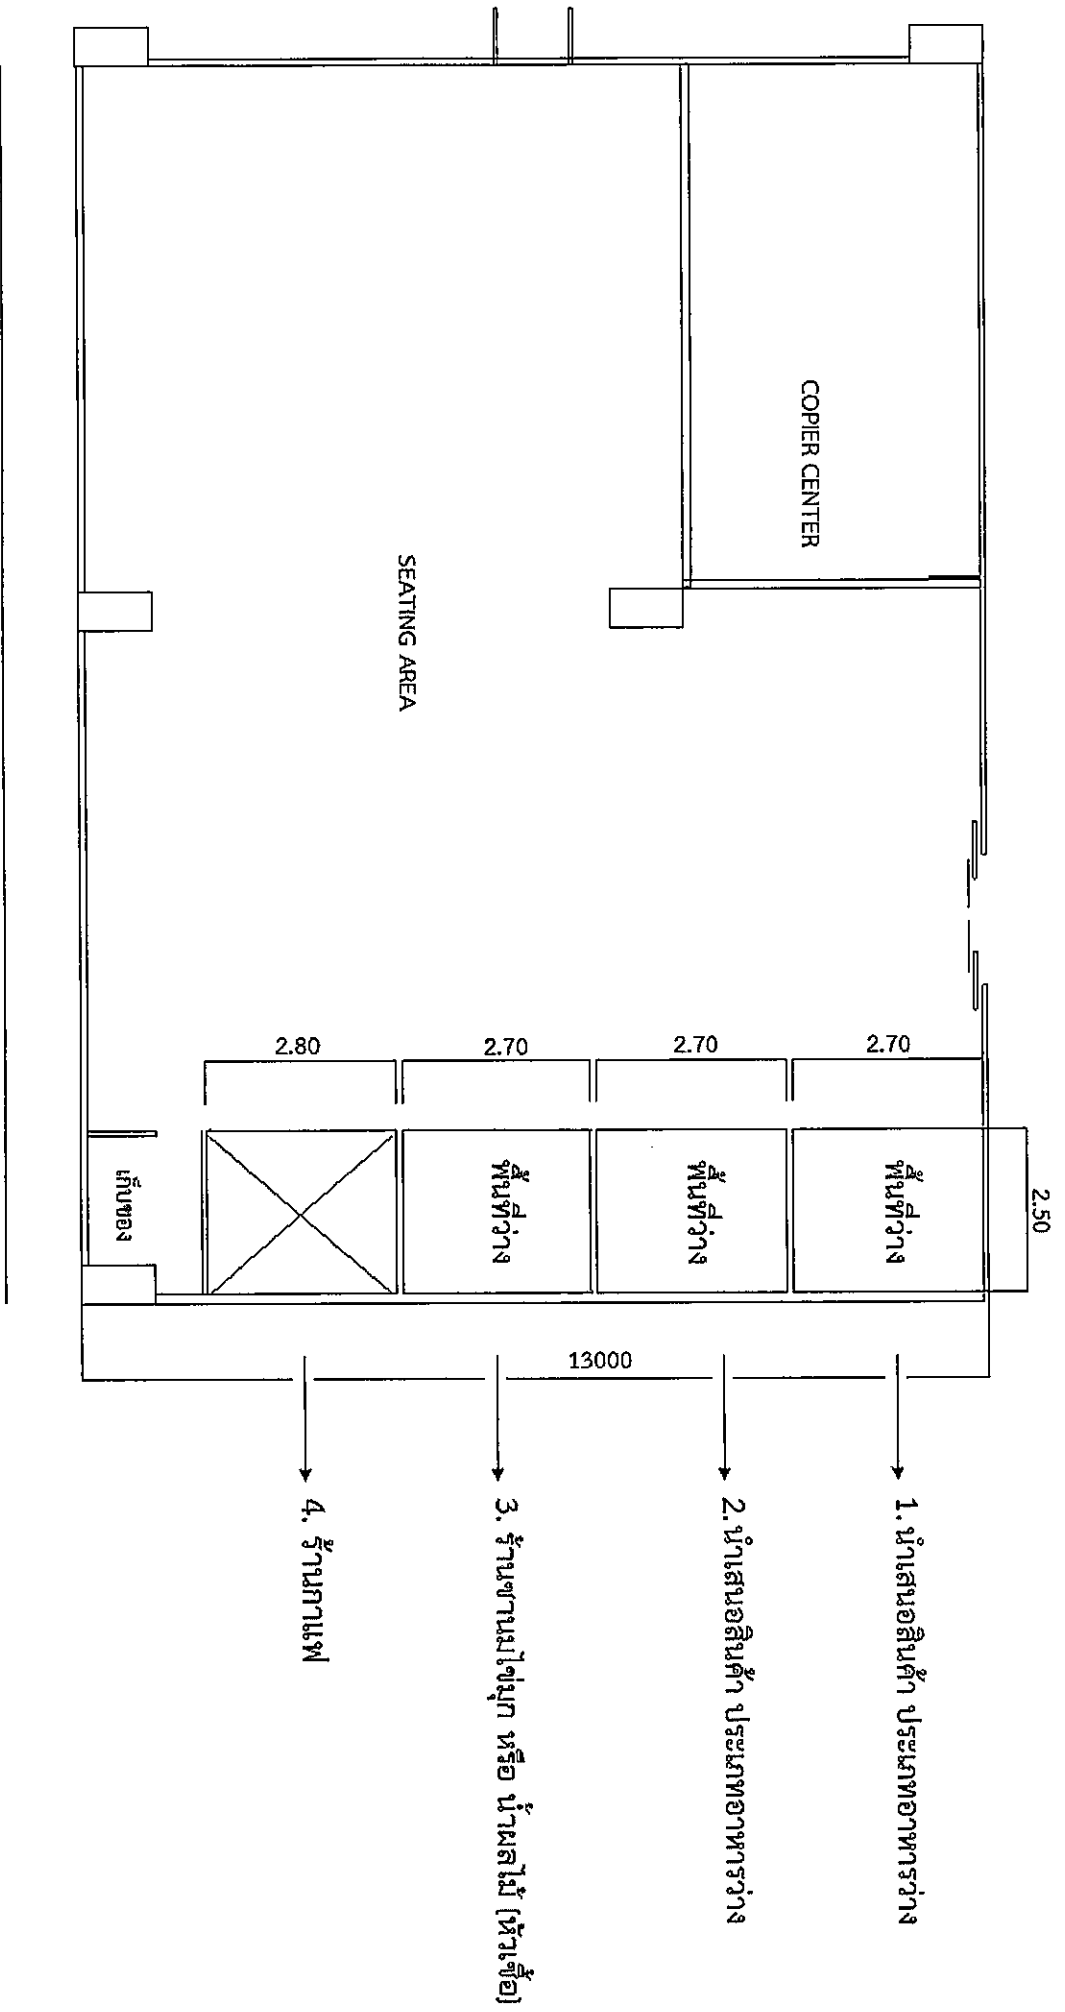 COPIER CENTER
SEATING AREA
2.80
2.70
2.70
2.70
2.50
เก็บของ
พื้นที่ว่าง
พื้นที่ว่าง
พื้นที่ว่าง
13000
1. นำเสนอสินค้า ประเภทอาหารว่าง
2. นำเสนอสินค้า ประเภทอาหารว่าง
3. ร้านชานมไข่มุก หรือ น้ำผลไม้ (หัวเชื้อ)
4. ร้านกาแฟ